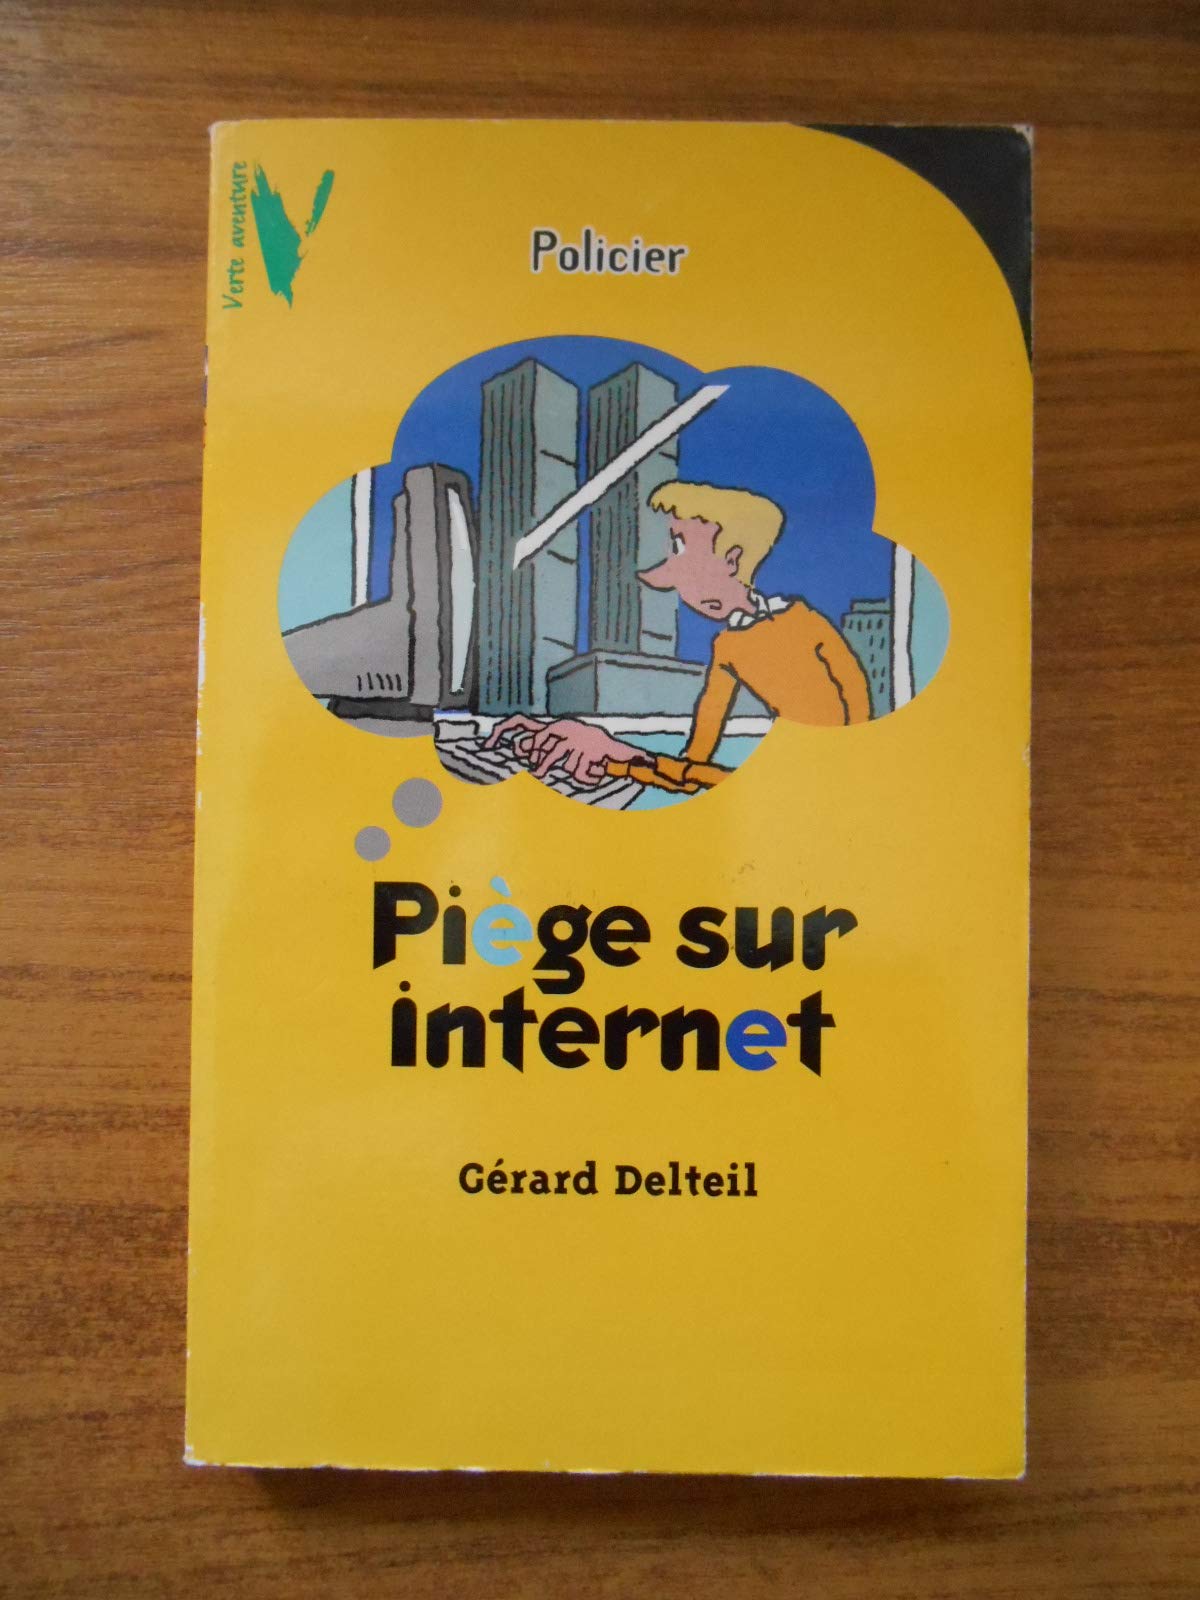 Verte aventure
Policier
Piège sur
internet
Gérard Delteil